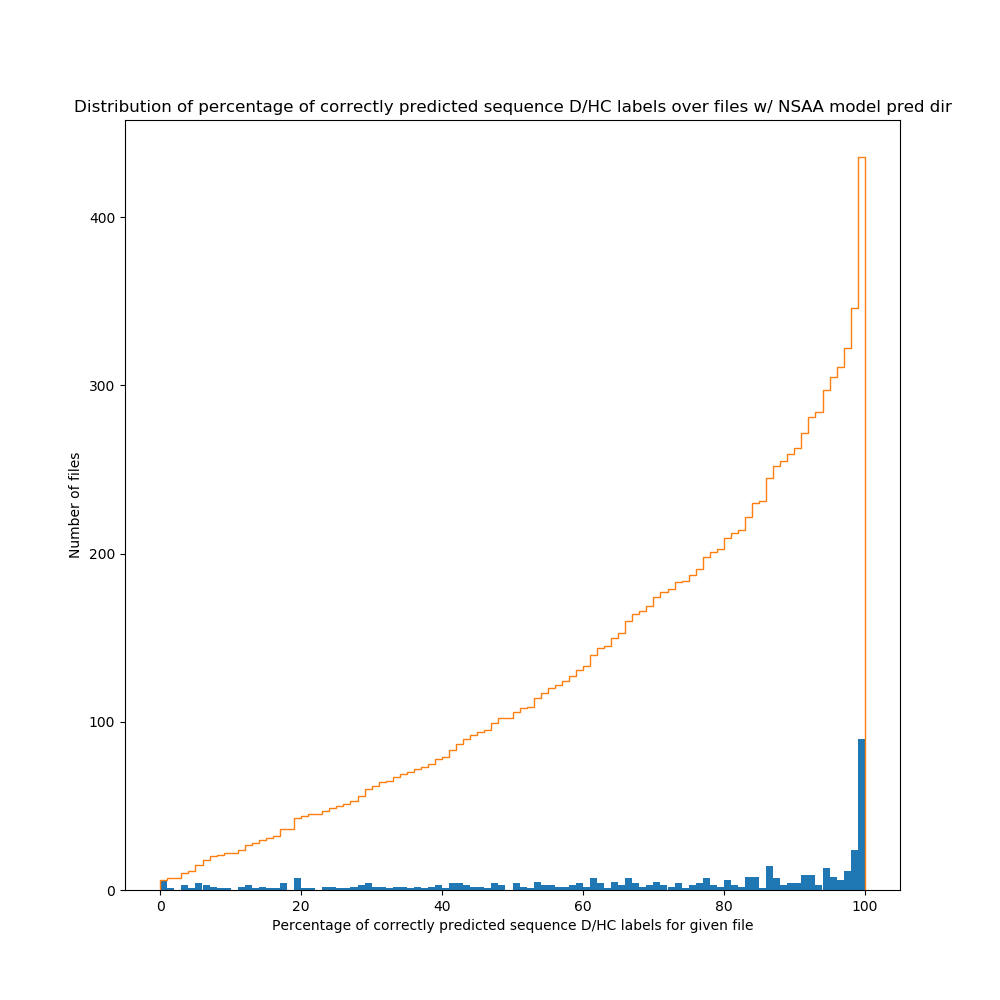 Distribution of percentage of correctly predicted sequence D/HC labels over files w/ NSAA model pred dir
400
300
200
100
0
Number of files
0 20 40 60 80 100
Percentage of correctly predicted sequence D/HC labels for given file